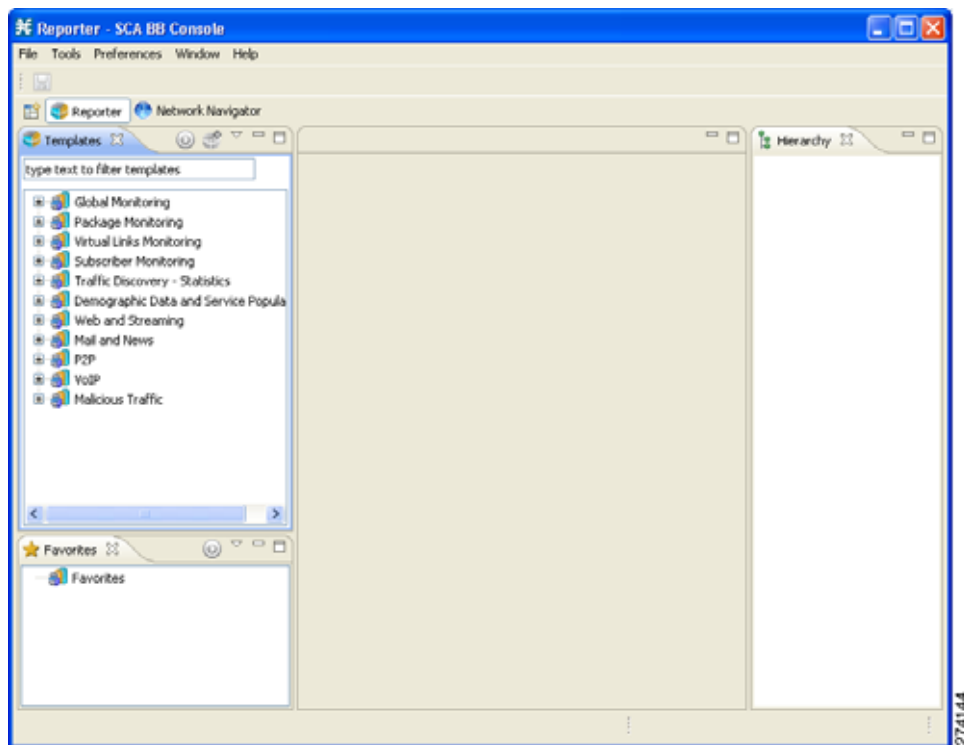 Reporter - SCA BB Console
File Tools Preferences Window Help
Reporter Network Navigator
Templates
Hierarchy
type text to filter templates
Global Monitoring
Package Monitoring
Virtual Links Monitoring
Subscriber Monitoring
Traffic Discovery - Statistics
Demographic Data and Service Popula
Web and Streaming
Mail and News
P2P
VoIP
Malicious Traffic
Favorites
Favorites
274144